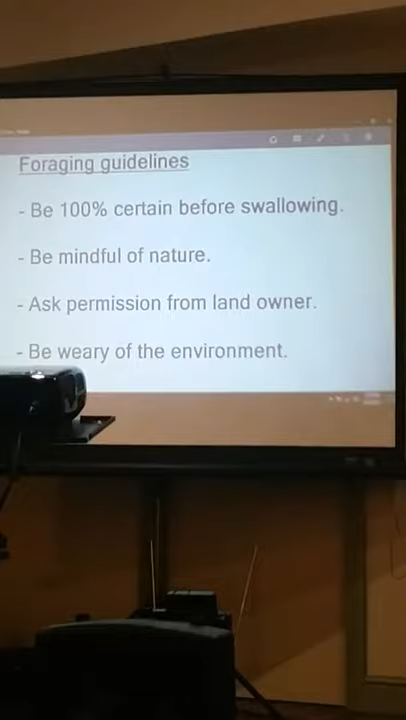 Foraging guidelines
- Be 100% certain before swallowing.
- Be mindful of nature.
- Ask permission from land owner.
- Be weary of the environment.